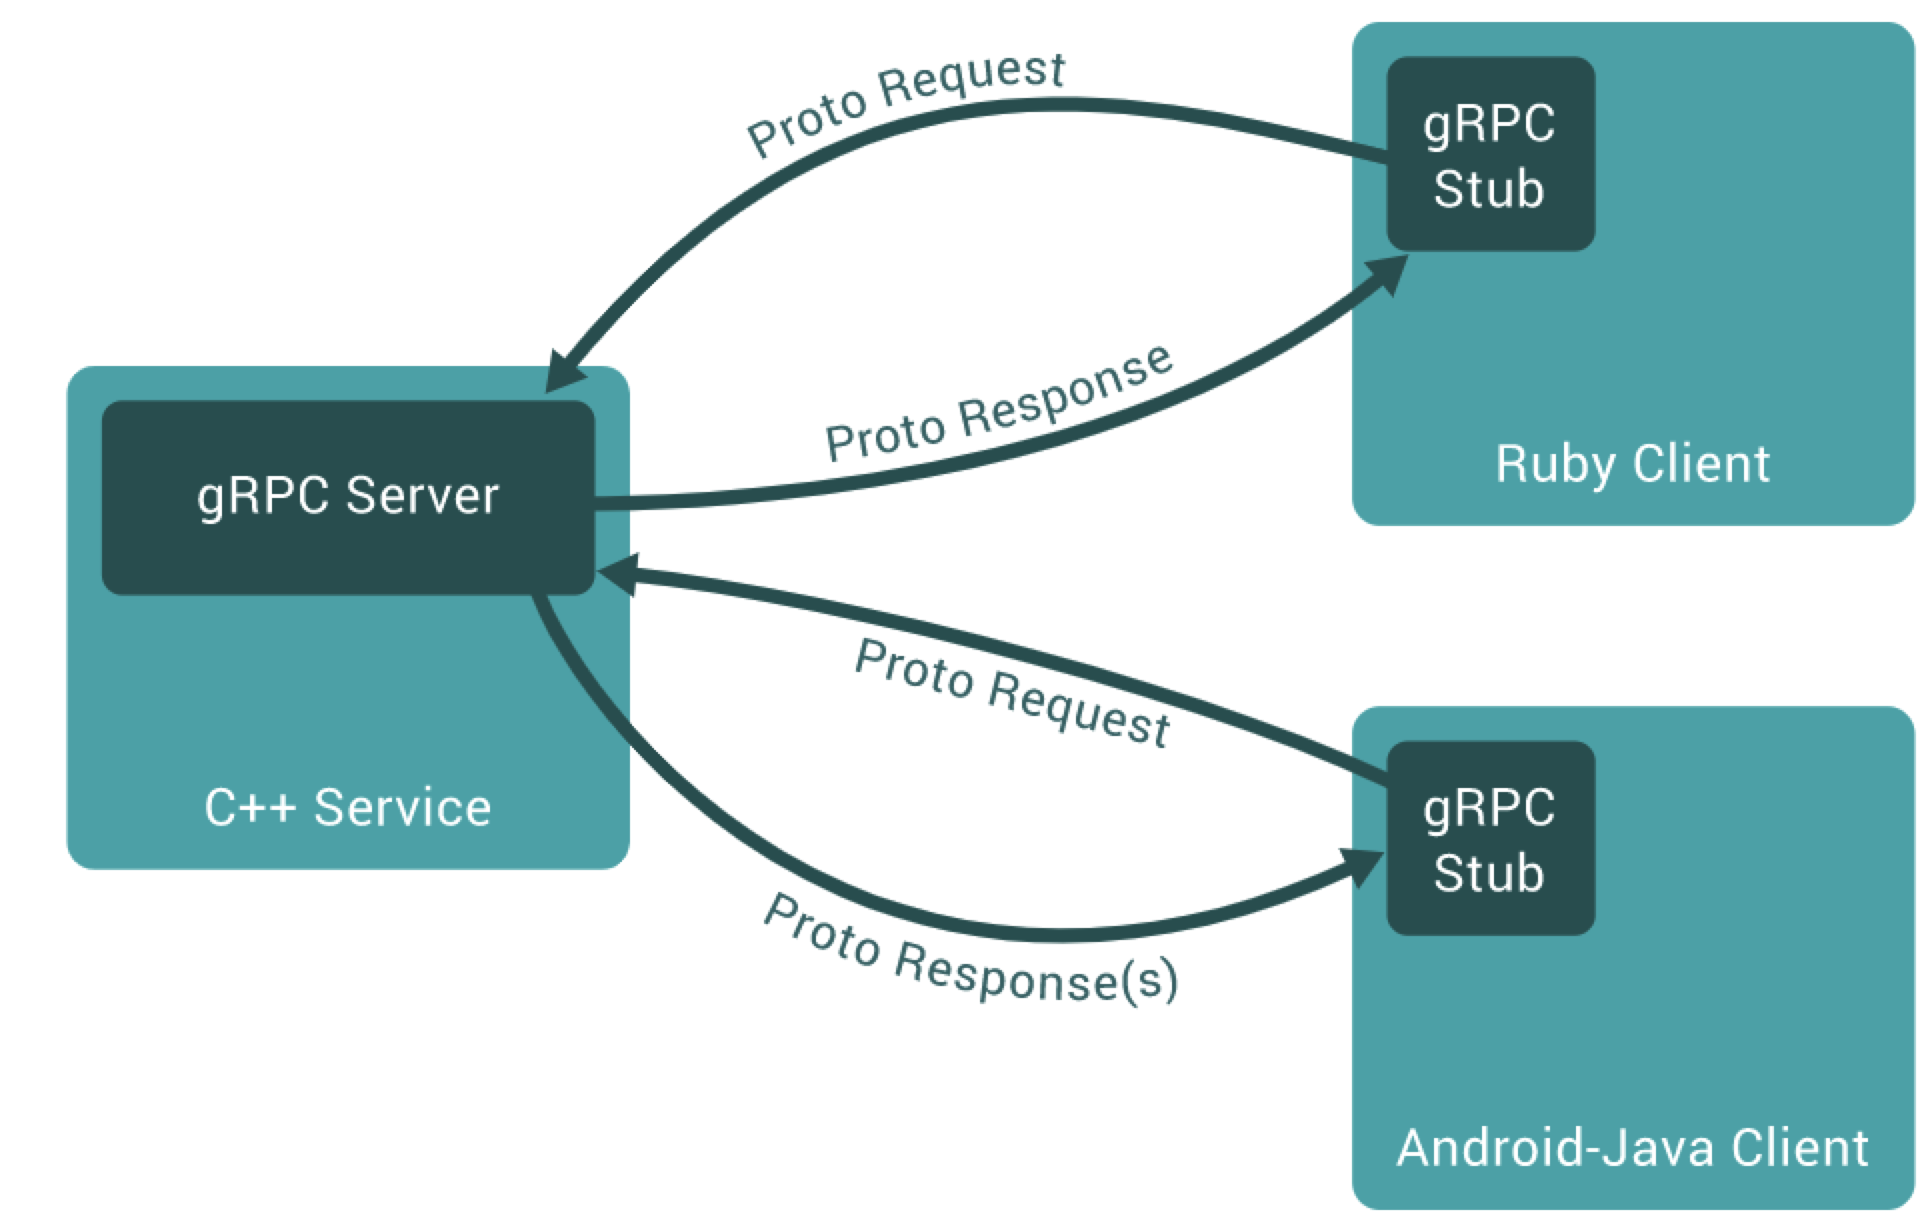 Proto Request
gRPC
Stub
Proto Response
Ruby Client
gRPC Server
C++ Service
Proto Request
gRPC
Stub
Proto Response(s)
Android-Java Client